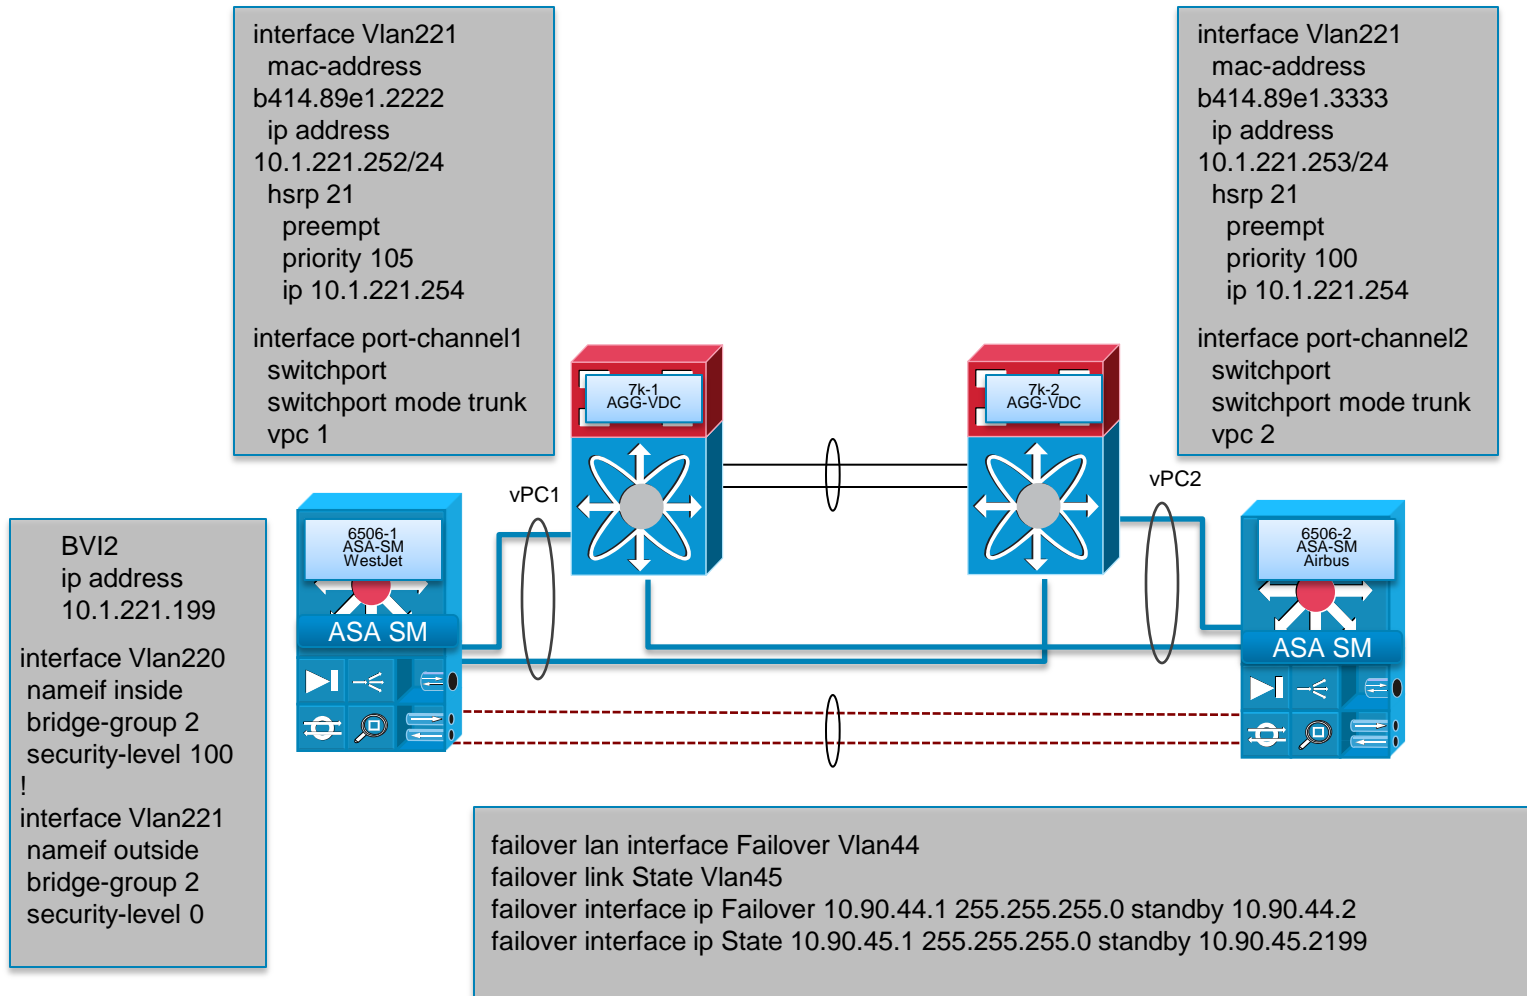 interface Vlan221
mac-address
b414.89e1.2222
ip address
10.1.221.252/24
hsrp 21
preempt
priority 105
ip 10.1.221.254
interface port-channel1
switchport
switchport mode trunk
vpc 1
interface Vlan221
mac-address
b414.89e1.3333
ip address
10.1.221.253/24
hsrp 21
preempt
priority 100
ip 10.1.221.254
interface port-channel2
switchport
switchport mode trunk
vpc 2
7k-1
AGG-VDC
7k-2
AGG-VDC
vPC1
vPC2
6506-1
ASA-SM
WestJet
ASA SM
6506-2
ASA-SM
Airbus
ASA SM
BVI2
ip address
10.1.221.199
interface Vlan220
nameif inside
bridge-group 2
security-level 100
!
interface Vlan221
nameif outside
bridge-group 2
security-level 0
failover lan interface Failover Vlan44
failover link State Vlan45
failover interface ip Failover 10.90.44.1 255.255.255.0 standby 10.90.44.2
failover interface ip State 10.90.45.1 255.255.255.0 standby 10.90.45.2199